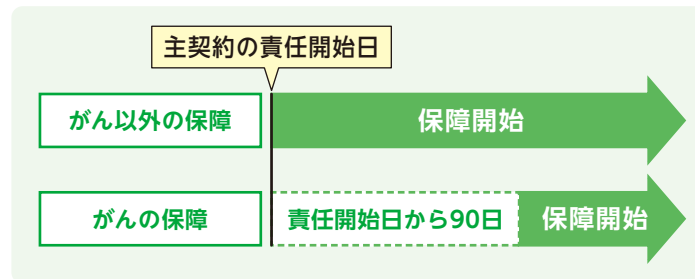 主契約の責任開始日
がん以外の保障
保障開始
がんの保障
責任開始日から90日
保障開始